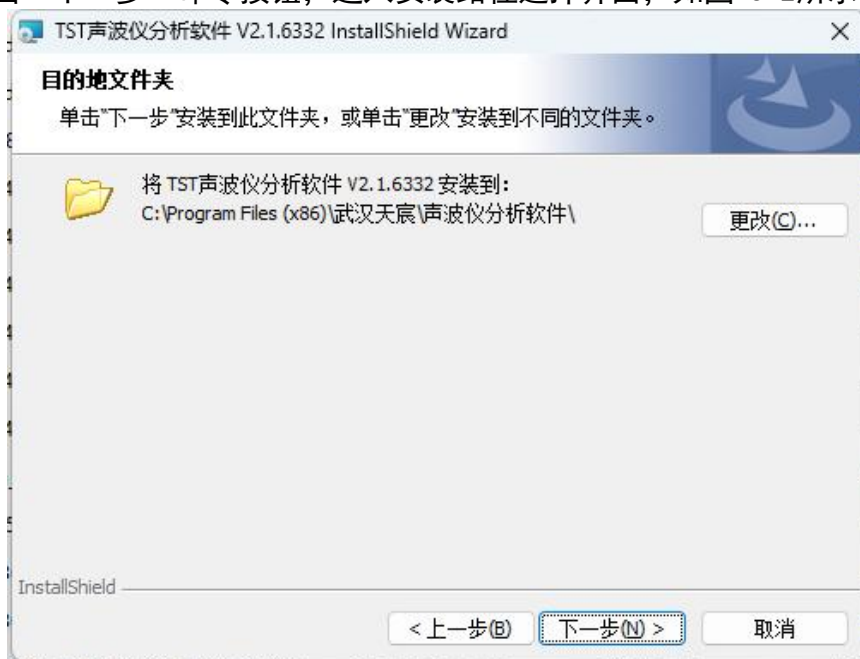 TST声波仪分析软件 V2.1.6332 InstallShield Wizard
目的地文件夹
单击"下一步"安装到此文件夹，或单击"更改"安装到不同的文件夹。
将 TST声波仪分析软件 V2.1.6332 安装到：
C:\Program Files (x86)\武汉天宸\声波仪分析软件\
更改(C)...
InstallShield
<上一步(B)
下一步(N) >
取消